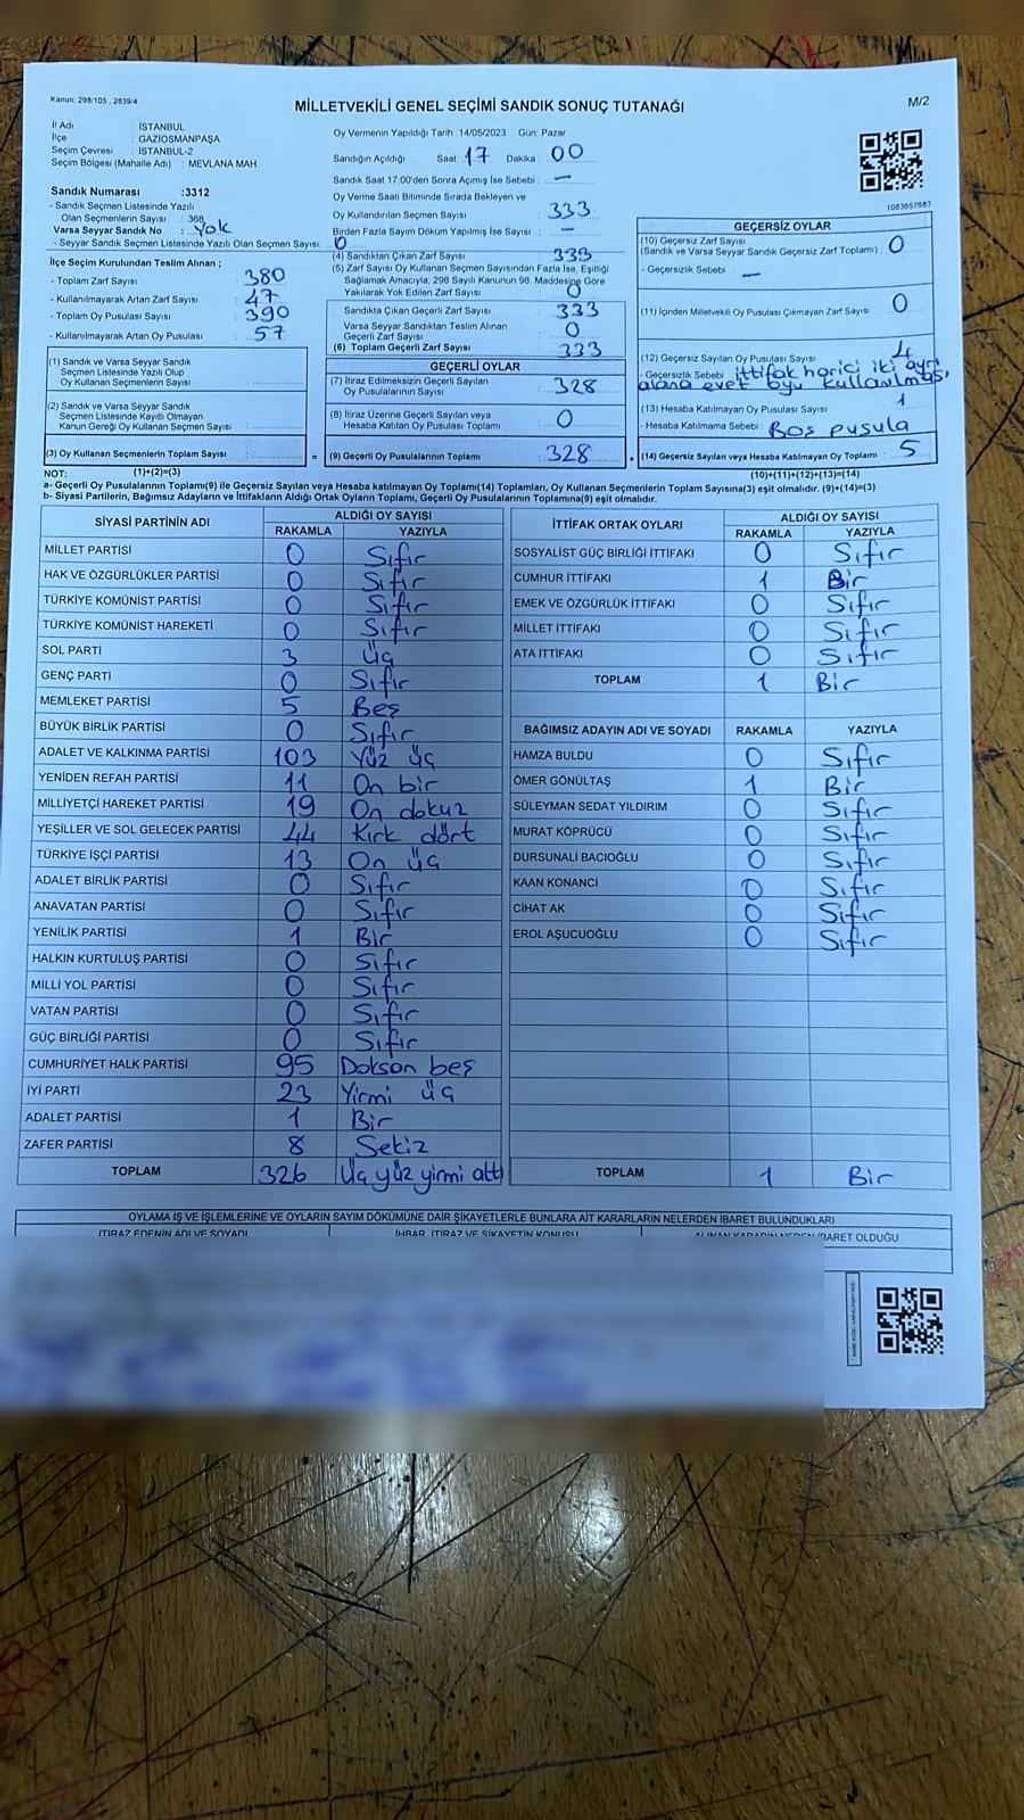 Kanun: 298/105 , 2839/4
MİLLETVEKİLİ GENEL SEÇİMİ SANDIK SONUÇ TUTANAĞI
M/2
İl Adı : İSTANBUL
İlçe : GAZİOSMANPAŞA
Seçim Çevresi : İSTANBUL-2
Seçim Bölgesi (Mahalle Adı) : MEVLANA MAH.
Sandık Numarası :3312
- Sandık Seçmen Listesinde Yazılı
Olan Seçmenlerin Sayısı : 368
Varsa Seyyar Sandık No : Yok
- Seyyar Sandık Seçmen Listesinde Yazılı Olan Seçmen Sayısı: 0
İlçe Seçim Kurulundan Teslim Alınan ;
- Toplam Zarf Sayısı 380
- Kullanılmayarak Artan Zarf Sayısı 47
- Toplam Oy Pusulası Sayısı 390
- Kullanılmayarak Artan Oy Pusulası 57
(1) Sandık ve Varsa Seyyar Sandık
Seçmen Listesinde Yazılı Olup
Oy Kullanan Seçmenlerin Sayısı
(2) Sandık ve Varsa Seyyar Sandık
Seçmen Listesinde Kayıtlı Olmayan
Kanun Gereği Oy Kullanan Seçmen Sayısı
(3) Oy Kullanan Seçmenlerin Toplam Sayısı =
Oy Vermenin Yapıldığı Tarih :14/05/2023 Gün: Pazar
Sandığın Açıldığı Saat 17 Dakika 00
Sandık Saat 17:00'den Sonra Açılmış İse Sebebi : —
Oy Verme Saati Bitiminde Sırada Bekleyen ve
Oy Kullandırılan Seçmen Sayısı 333
Birden Fazla Sayım Döküm Yapılmış İse Sayısı : —
(4) Sandıktan Çıkan Zarf Sayısı 333
(5) Zarf Sayısı Oy Kullanan Seçmen Sayısından Fazla İse, Eşitliği
Sağlamak Amacıyla; 298 Sayılı Kanunun 98. Maddesine Göre
Yakılarak Yok Edilen Zarf Sayısı 0
Sandıkta Çıkan Geçerli Zarf Sayısı 333
Varsa Seyyar Sandıktan Teslim Alınan
Geçerli Zarf Sayısı 0
(6) Toplam Geçerli Zarf Sayısı 333
GEÇERLİ OYLAR
(7) İtiraz Edilmeksizin Geçerli Sayılan
Oy Pusulalarının Sayısı 328
(8) İtiraz Üzerine Geçerli Sayılan veya
Hesaba Katılan Oy Pusulası Toplamı 0
(9) Geçerli Oy Pusulalarının Toplamı 328 +
1083657687
GEÇERSİZ OYLAR
(10) Geçersiz Zarf Sayısı
(Sandık ve Varsa Seyyar Sandık Geçersiz Zarf Toplamı) : 0
- Geçersizlik Sebebi : —
(11) İçinden Milletvekili Oy Pusulası Çıkmayan Zarf Sayısı 0
(12) Geçersiz Sayılan Oy Pusulası Sayısı 4
- Geçersizlik Sebebi ittifak harici iki ayrı
alana evet oyu kullanılması
(13) Hesaba Katılmayan Oy Pusulası Sayısı 1
- Hesaba Katılmama Sebebi : Boş pusula
(14) Geçersiz Sayılan veya Hesaba Katılmayan Oy Toplamı 5
NOT: (1)+(2)=(3) (10)+(11)+(12)+(13)=(14)
a- Geçerli Oy Pusulalarının Toplamı(9) ile Geçersiz Sayılan veya Hesaba katılmayan Oy Toplamı(14) Toplamları, Oy Kullanan Seçmenlerin Toplam Sayısına(3) eşit olmalıdır. (9)+(14)=(3)
b- Siyasi Partilerin, Bağımsız Adayların ve İttifakların Aldığı Ortak Oyların Toplamı, Geçerli Oy Pusulalarının Toplamına(9) eşit olmalıdır.
SİYASİ PARTİNİN ADI ALDIĞI OY SAYISI
RAKAMLA YAZIYLA
MİLLET PARTİSİ 0 Sıfır
HAK VE ÖZGÜRLÜKLER PARTİSİ 0 Sıfır
TÜRKİYE KOMÜNİST PARTİSİ 0 Sıfır
TÜRKİYE KOMÜNİST HAREKETİ 0 Sıfır
SOL PARTİ 3 Üç
GENÇ PARTİ 0 Sıfır
MEMLEKET PARTİSİ 5 Beş
BÜYÜK BİRLİK PARTİSİ 0 Sıfır
ADALET VE KALKINMA PARTİSİ 103 Yüz üç
YENİDEN REFAH PARTİSİ 11 On bir
MİLLİYETÇİ HAREKET PARTİSİ 19 On dokuz
YEŞİLLER VE SOL GELECEK PARTİSİ 44 Kırk dört
TÜRKİYE İŞÇİ PARTİSİ 13 On üç
ADALET BİRLİK PARTİSİ 0 Sıfır
ANAVATAN PARTİSİ 0 Sıfır
YENİLİK PARTİSİ 1 Bir
HALKIN KURTULUŞ PARTİSİ 0 Sıfır
MİLLİ YOL PARTİSİ 0 Sıfır
VATAN PARTİSİ 0 Sıfır
GÜÇ BİRLİĞİ PARTİSİ 0 Sıfır
CUMHURİYET HALK PARTİSİ 95 Doksan beş
İYİ PARTİ 23 Yirmi üç
ADALET PARTİSİ 1 Bir
ZAFER PARTİSİ 8 Sekiz
TOPLAM 326 Üç yüz yirmi altı
İTTİFAK ORTAK OYLARI ALDIĞI OY SAYISI
RAKAMLA YAZIYLA
SOSYALİST GÜÇ BİRLİĞİ İTTİFAKI 0 Sıfır
CUMHUR İTTİFAKI 1 Bir
EMEK VE ÖZGÜRLÜK İTTİFAKI 0 Sıfır
MİLLET İTTİFAKI 0 Sıfır
ATA İTTİFAKI 0 Sıfır
TOPLAM 1 Bir
BAĞIMSIZ ADAYIN ADI VE SOYADI RAKAMLA YAZIYLA
HAMZA BULDU 0 Sıfır
ÖMER GÖNÜLTAŞ 1 Bir
SÜLEYMAN SEDAT YILDIRIM 0 Sıfır
MURAT KÖPRÜCÜ 0 Sıfır
DURSUNALİ BACIOĞLU 0 Sıfır
KAAN KONANCİ 0 Sıfır
CİHAT AK 0 Sıfır
EROL AŞUCUOĞLU 0 Sıfır
TOPLAM 1 Bir
OYLAMA İŞ VE İŞLEMLERİNE VE OYLARIN SAYIM DÖKÜMÜNE DAİR ŞİKAYETLERLE BUNLARA AİT KARARLARIN NELERDEN İBARET BULUNDUKLARI
İTİRAZ EDENİN ADI VE SOYADI İHBAR, İTİRAZ VE ŞİKAYETİN KONUSU İBARET OLDUĞU